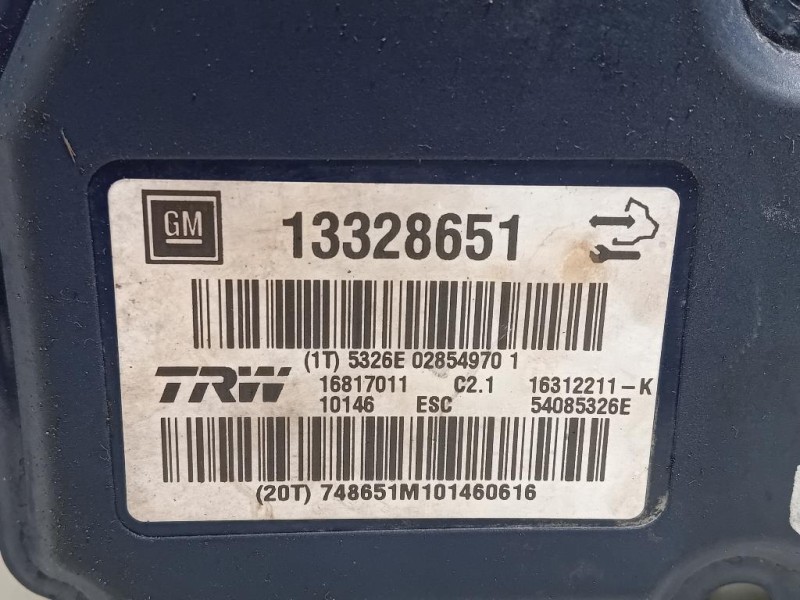 GM 13328651
(1T) 5326E 02854970 1
TRW 16817011 C2.1 16312211-K
10146 ESC 54085326E
(20T) 748651M101460616